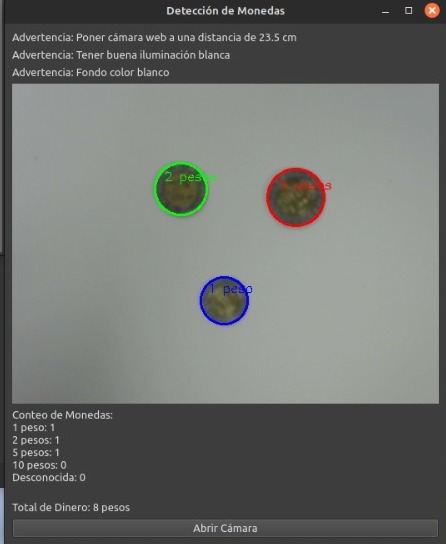 Detección de Monedas
Advertencia: Poner cámara web a una distancia de 23.5 cm
Advertencia: Tener buena iluminación blanca
Advertencia: Fondo color blanco
2 pesos
5 pesos
1 peso
Conteo de Monedas:
1 peso: 1
2 pesos: 1
5 pesos: 1
10 pesos: 0
Desconocida: 0
Total de Dinero: 8 pesos
Abrir Cámara